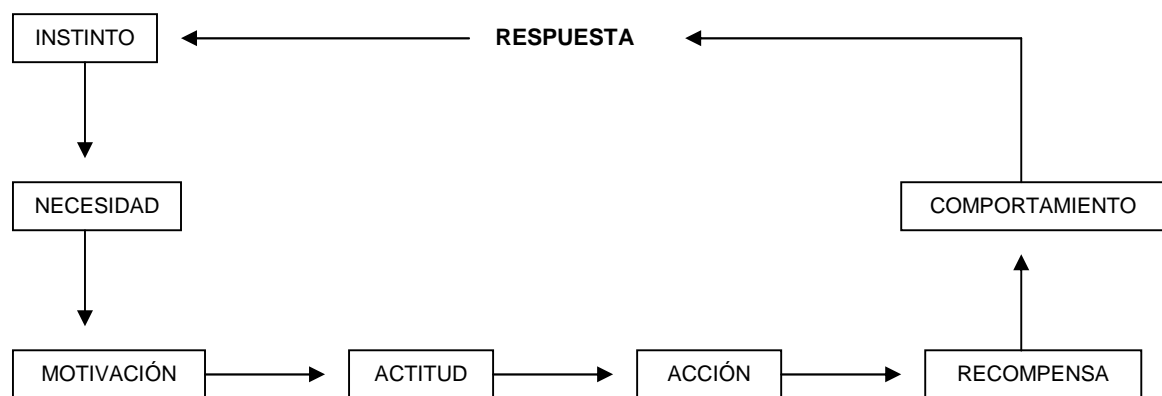 INSTINTO
RESPUESTA
NECESIDAD
COMPORTAMIENTO
MOTIVACIÓN
ACTITUD
ACCIÓN
RECOMPENSA